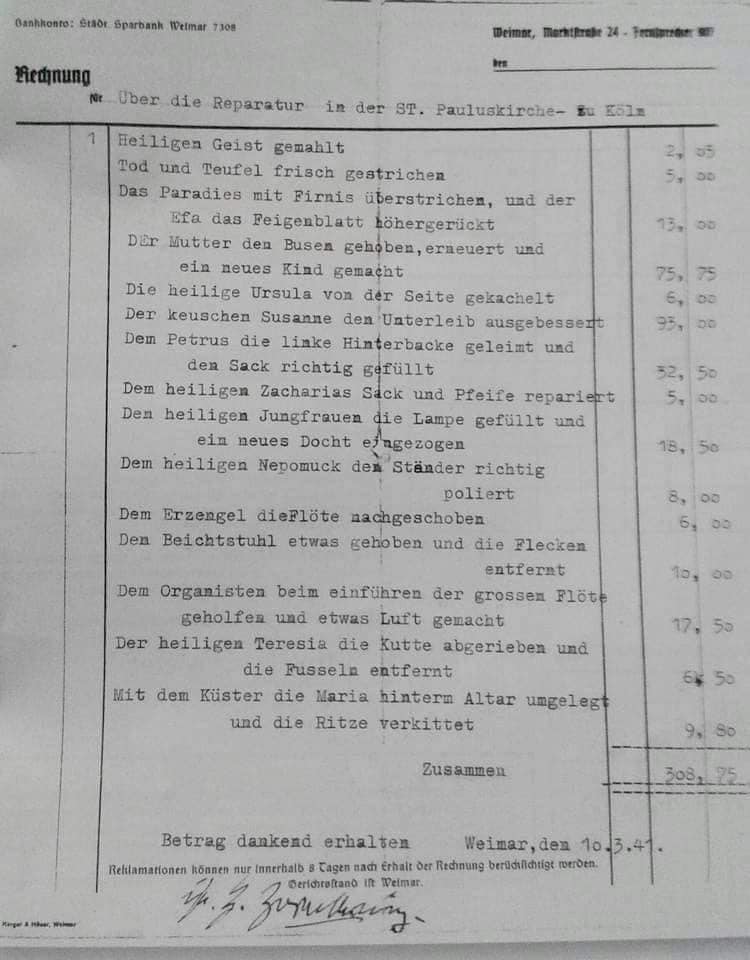 Bankkonto: Städt. Sparbank Weimar 7308
Weimar, Marktstraße 24 - Fernsprecher
den
Rechnung
Nr. Über die Reparatur in der ST. Pauluskirche- zu Köln
1 Heiligen Geist gemahlt 2, 05
Tod und Teufel frisch gestrichen 5, 00
Das Paradies mit Firnis überstrichen, und der
Efa das Feigenblatt höhergerückt 13, 00
DEr Mutter den Busen gehoben,erneuert und
ein neues Kind gemacht 75, 75
Die heilige Ursula von der Seite gekachelt 6, 00
Der keuschen Susanne den Unterleib ausgebessert 93, 00
Dem Petrus die linke Hinterbacke geleimt und
den Sack richtig gefüllt 32, 50
Dem heiligen Zacharias Sack und Pfeife repariert 5, 00
Den heiligen Jungfrauen die Lampe gefüllt und
ein neues Docht eingezogen 18, 50
Dem heiligen Nepomuck den Ständer richtig
poliert 8, 00
Dem Erzengel dieFlöte nachgeschoben 6, 00
Den Beichtstuhl etwas gehoben und die Flecken
entfernt 10, 00
Dem Organisten beim einführen der grossen Flöte
geholfen und etwas Luft gemacht 17, 50
Der heiligen Teresia die Kutte abgerieben und
die Fusseln entfernt 6, 50
Mit dem Küster die Maria hinterm Altar umgelegt
und die Ritze verkittet 9, 80
Zusammen 308, 75
Betrag dankend erhalten Weimar,den 10.3.41.
Reklamationen können nur innerhalb 8 Tagen nach Erhalt der Rechnung berücksichtigt werden.
Gerichtsstand ist Weimar.
Weimar